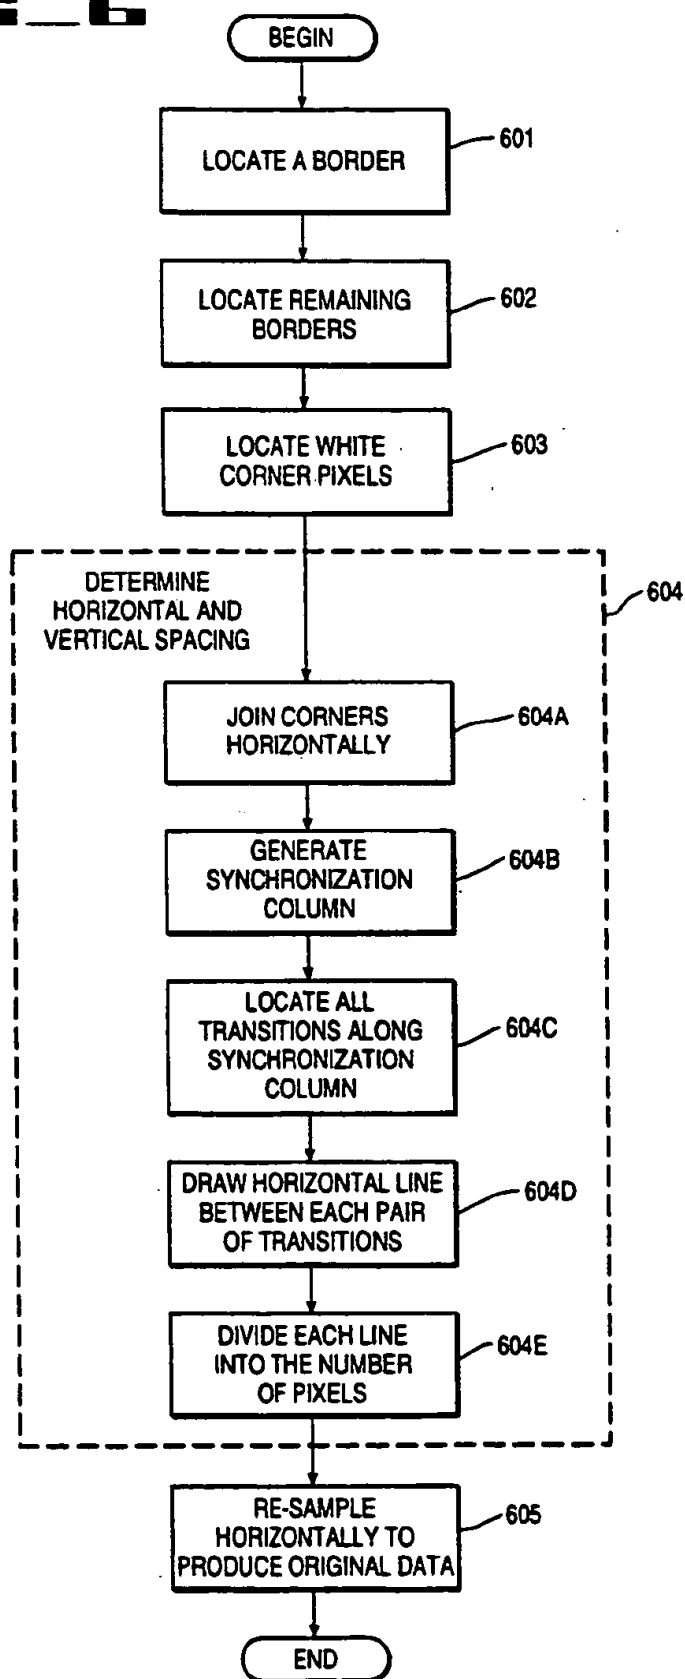 BEGIN
LOCATE A BORDER
601
LOCATE REMAINING
BORDERS
602
LOCATE WHITE
CORNER PIXELS
603
DETERMINE
HORIZONTAL AND
VERTICAL SPACING
604
JOIN CORNERS
HORIZONTALLY
604A
GENERATE
SYNCHRONIZATION
COLUMN
604B
LOCATE ALL
TRANSITIONS ALONG
SYNCHRONIZATION
COLUMN
604C
DRAW HORIZONTAL LINE
BETWEEN EACH PAIR
OF TRANSITIONS
604D
DIVIDE EACH LINE
INTO THE NUMBER
OF PIXELS
604E
RE-SAMPLE
HORIZONTALLY TO
PRODUCE ORIGINAL DATA
605
END